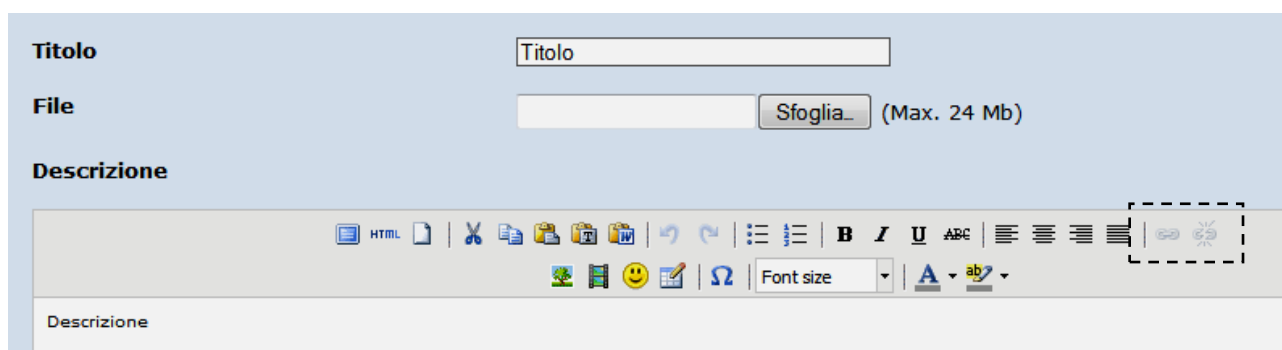 Titolo
Titolo
File
Sfoglia... (Max. 24 Mb)
Descrizione
HTML T W B I U ABC
Ω Font size A ab
Descrizione